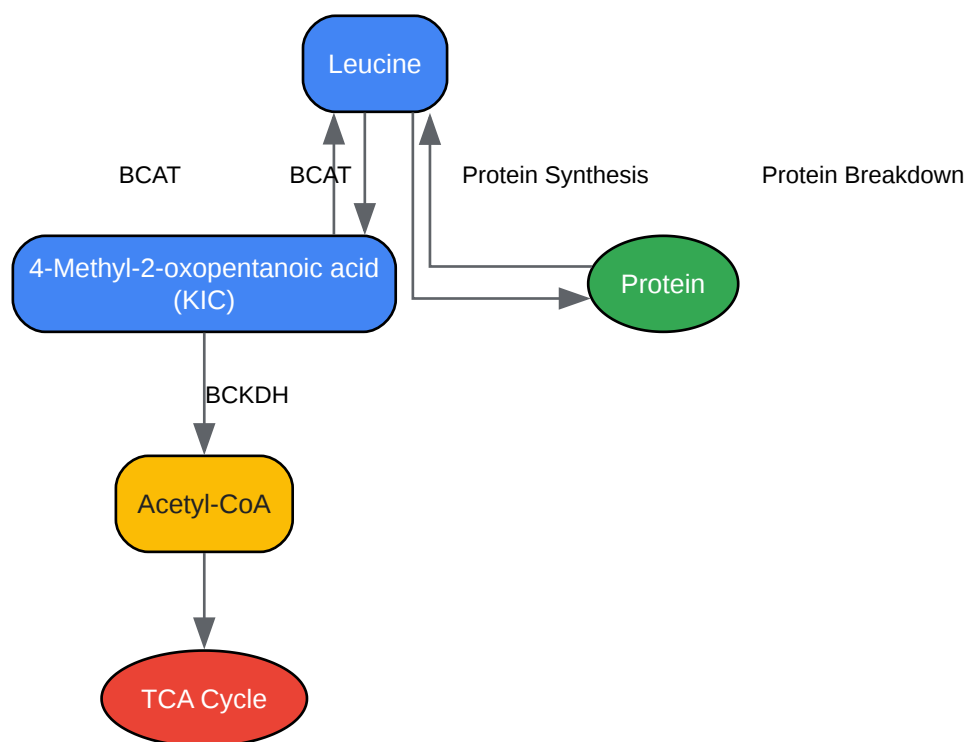 Leucine
BCAT
BCAT
Protein Synthesis
Protein Breakdown
4-Methyl-2-oxopentanoic acid
(KIC)
Protein
BCKDH
Acetyl-CoA
TCA Cycle